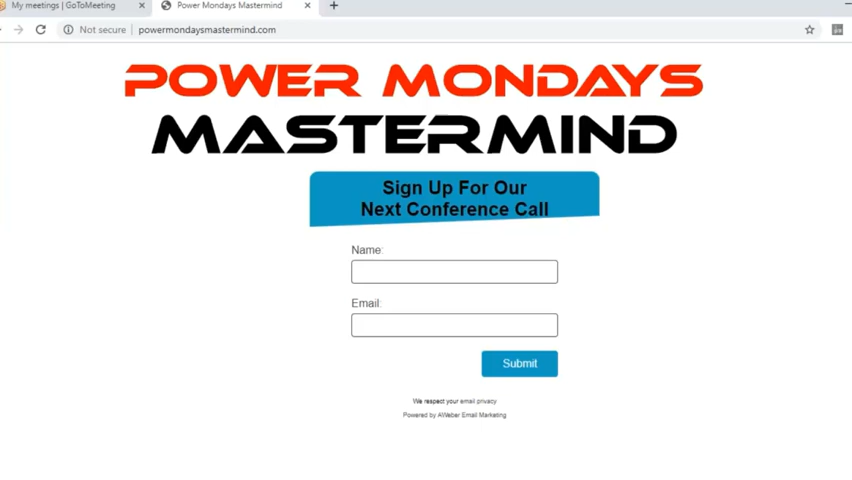 My meetings | GoToMeeting
Power Mondays Mastermind
Not secure
powermondaysmastermind.com
POWER MONDAYS
MASTERMIND
Sign Up For Our
Next Conference Call
Name:
Email:
Submit
We respect your email privacy
Powered by AWeber Email Marketing